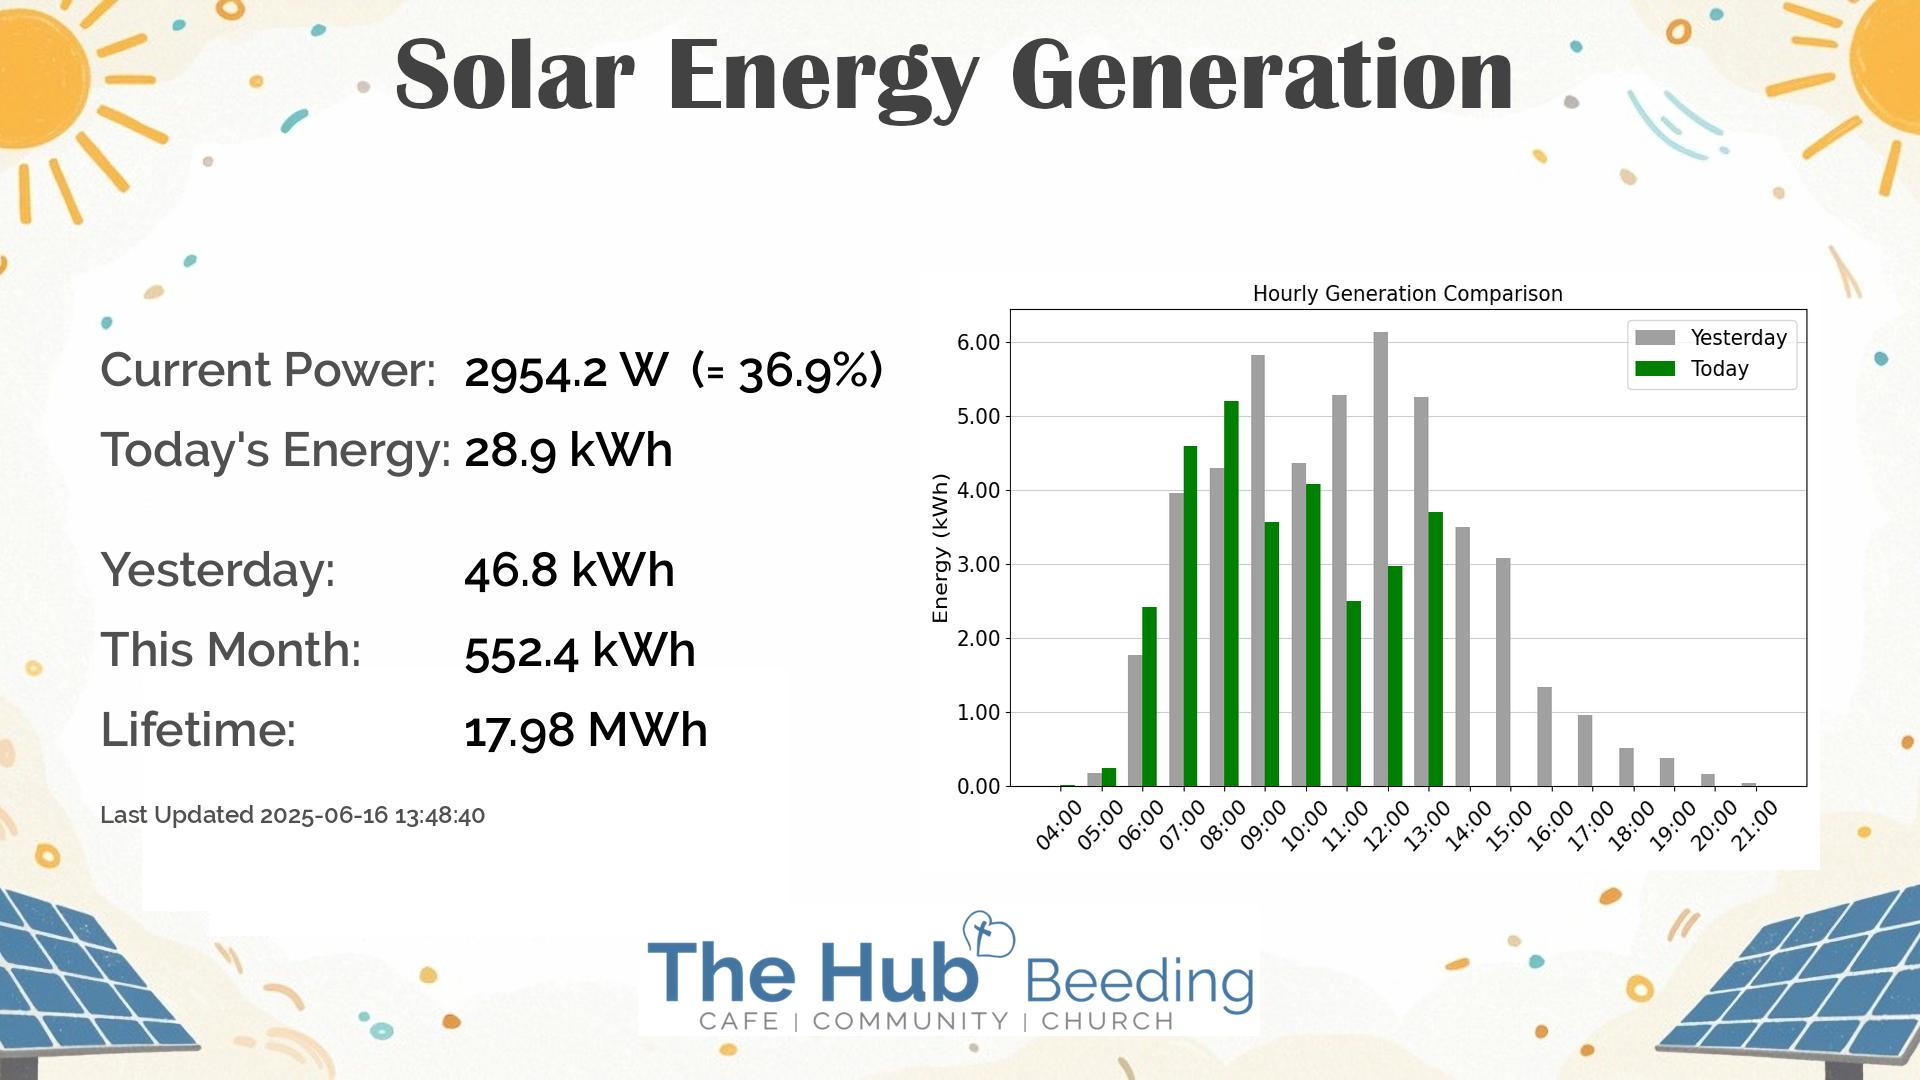 Solar Energy Generation
Current Power: 2954.2 W (= 36.9%)
Today's Energy: 28.9 kWh
Yesterday: 46.8 kWh
This Month: 552.4 kWh
Lifetime: 17.98 MWh
Last Updated 2025-06-16 13:48:40
Hourly Generation Comparison
Yesterday
Today
Energy (kWh)
6.00
5.00
4.00
3.00
2.00
1.00
0.00
04:00 05:00 06:00 07:00 08:00 09:00 10:00 11:00 12:00 13:00 14:00 15:00 16:00 17:00 18:00 19:00 20:00 21:00
The Hub Beeding
CAFE | COMMUNITY | CHURCH